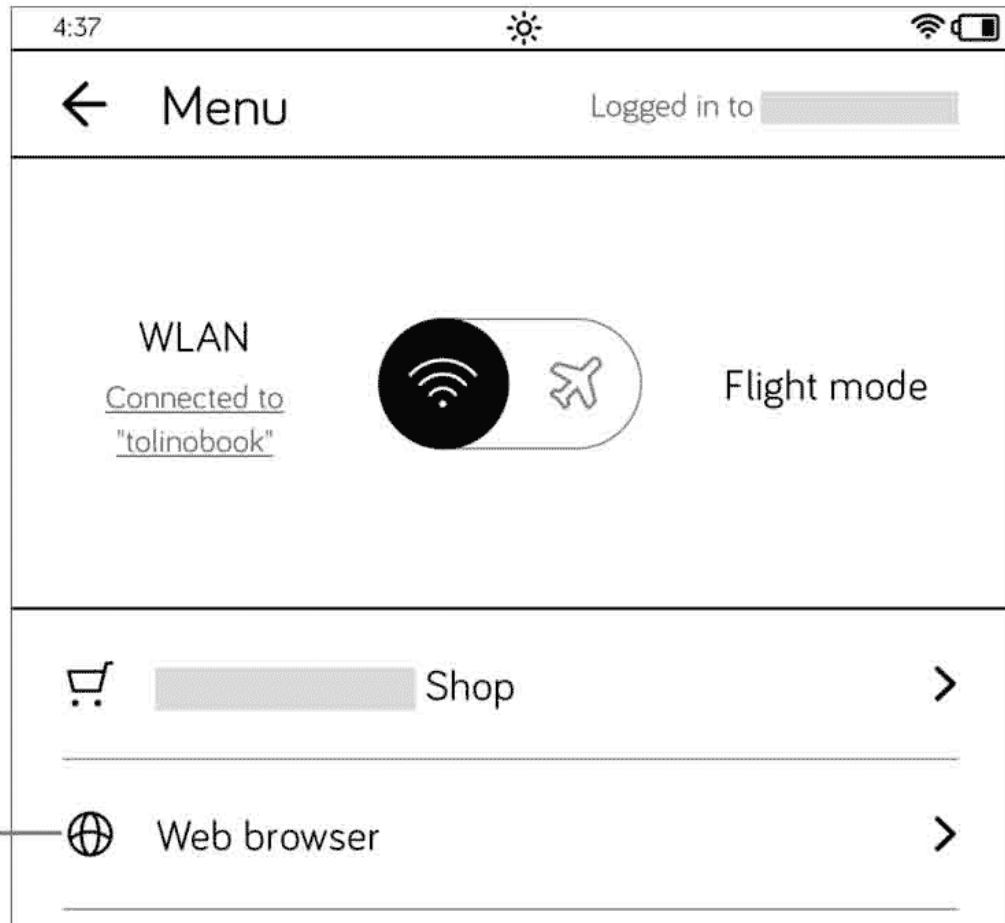 4:37
Menu
Logged in to
WLAN
Connected to
"tolinobook"
Flight mode
Shop
Web browser